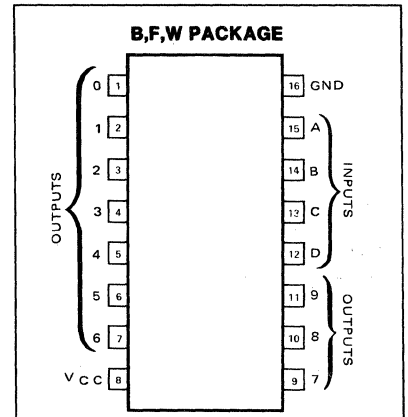 B,F,W PACKAGE
0 1 16 GND
1 2 15 A
2 3 14 B
3 4 13 C
4 5 12 D
5 6 11 9
6 7 10 8
VCC 8 9 7
OUTPUTS
INPUTS
OUTPUTS